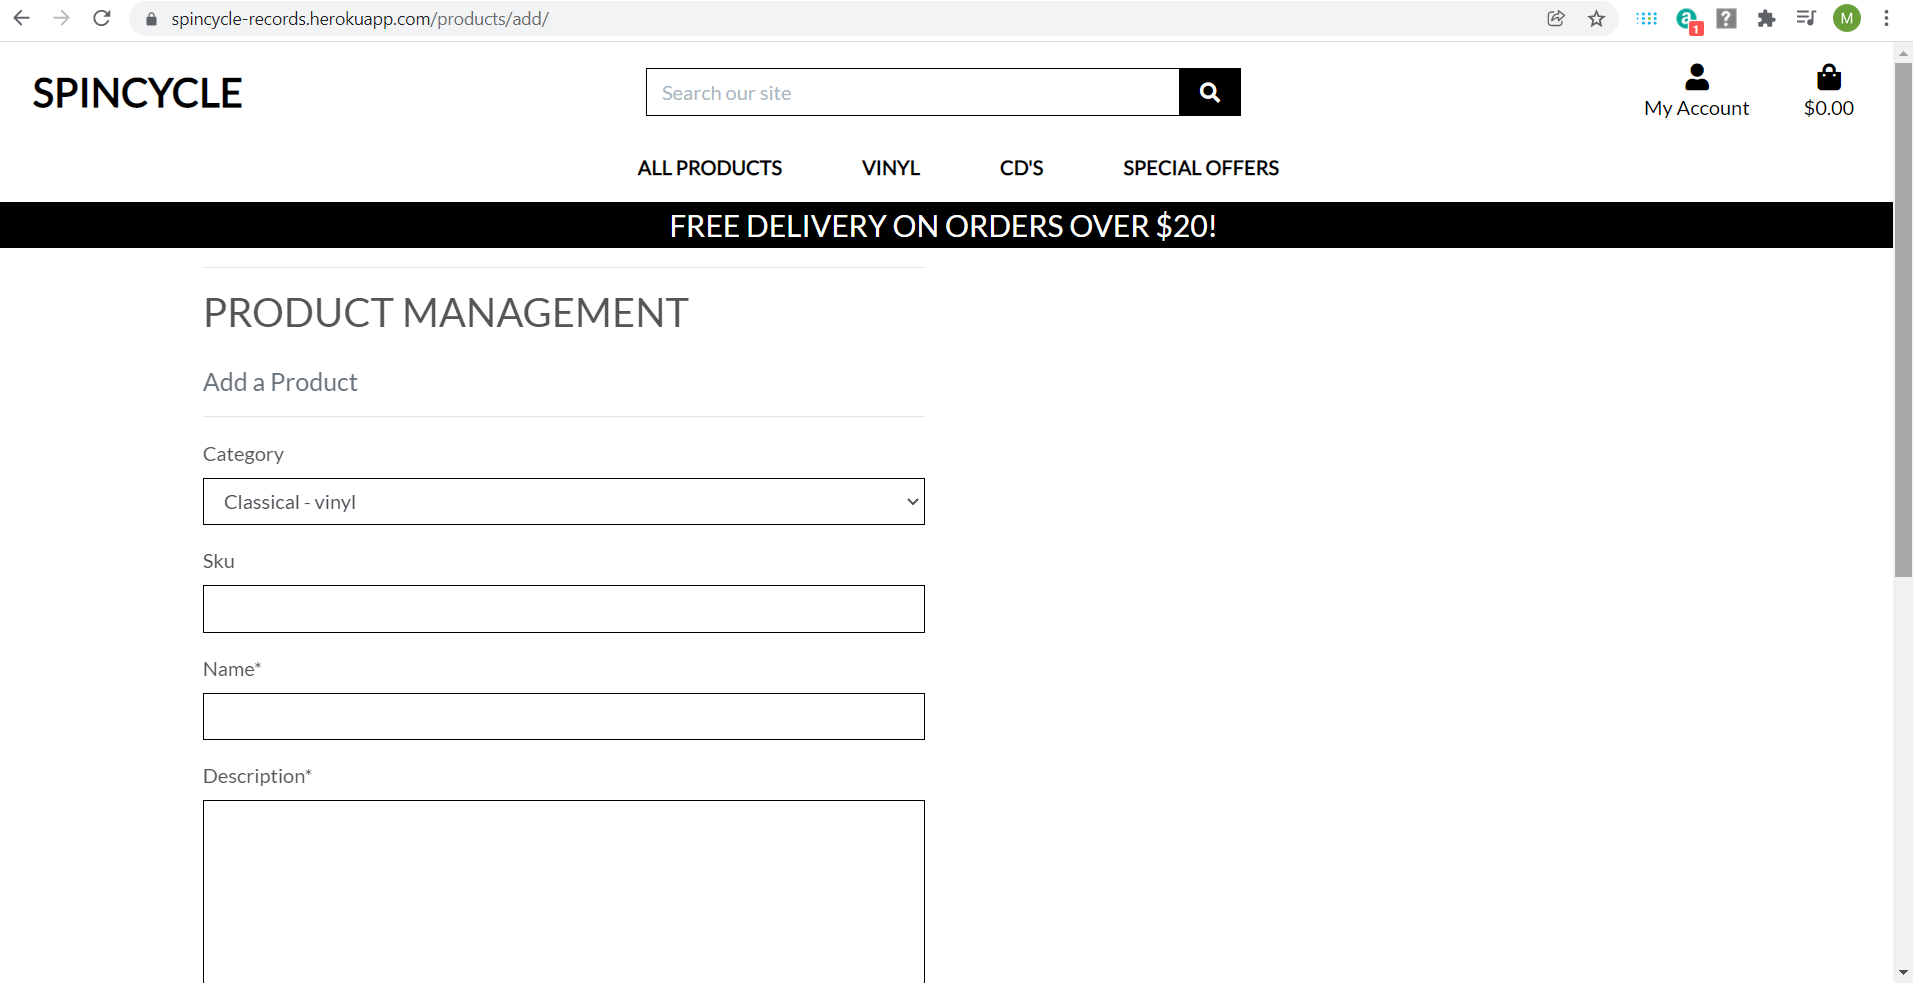 spincycle-records.herokuapp.com/products/add/
a
1
?
M
SPINCYCLE
Search our site
My Account
$0.00
ALL PRODUCTS
VINYL
CD'S
SPECIAL OFFERS
FREE DELIVERY ON ORDERS OVER $20!
PRODUCT MANAGEMENT
Add a Product
Category
Classical - vinyl
Sku
Name*
Description*